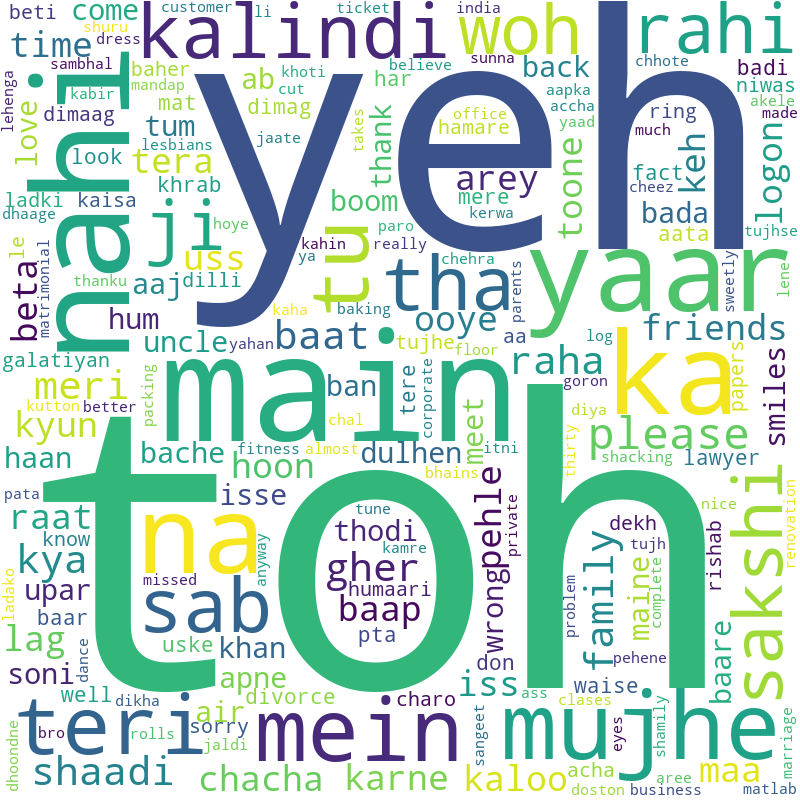 beti
come
customer
li
ticket
india
shuru
dress
kalindi
woh
rahi
time
sambhal
baher
ab
khoti
har
believe
sunna
back
chhote
badi
lehenga
kabir
mandap
mat
dimag
cut
aapka
niwas
love
dimaag
tum
jaate
takes
thank
office
hamare
accha
yaad
ring
akele
made
nahi
look
lesbians
tera
yeh
arey
toone
much
keh
logon
ladki
kaisa
khrab
boom
mere
fact
cheez
dhaage
ji
hoye
paro
kerwa
bada
tujhse
le
uss
kahin
really
aata
beta
matrimonial
thanku
aaj
dilli
ya
tu
chehra
tha
parents
yaar
sweetly
lene
hum
kaha
baking
ooye
aa
uncle
yahan
baat
tujhe
floor
log
friends
galatiyan
main
raha
goron
ka
papers
smiles
meri
packing
ban
tere
corporate
kutton
better
chal
diya
kyun
dulhen
meet
thirty
please
haan
bache
fitness
almost
itni
shacking
lawyer
hoon
bhains
pata
isse
tune
private
pehle
nice
sakshi
renovation
raat
na
thodi
dekh
rishab
know
anyway
kamre
tujh
kya
gher
toh
wrong
family
maine
complete
missed
humaari
problem
upar
sab
baap
ladako
baar
pta
pehene
lag
dance
uske
khan
don
baare
soni
apne
iss
waise
well
dikha
air
divorce
charo
ass
clases
teri
sorry
mein
sangeet
mujhe
eyes
shamily
marriage
bro
rolls
jaldi
dhoondne
shaadi
chacha
karne
kaloo
acha
aree
maa
doston
business
matlab